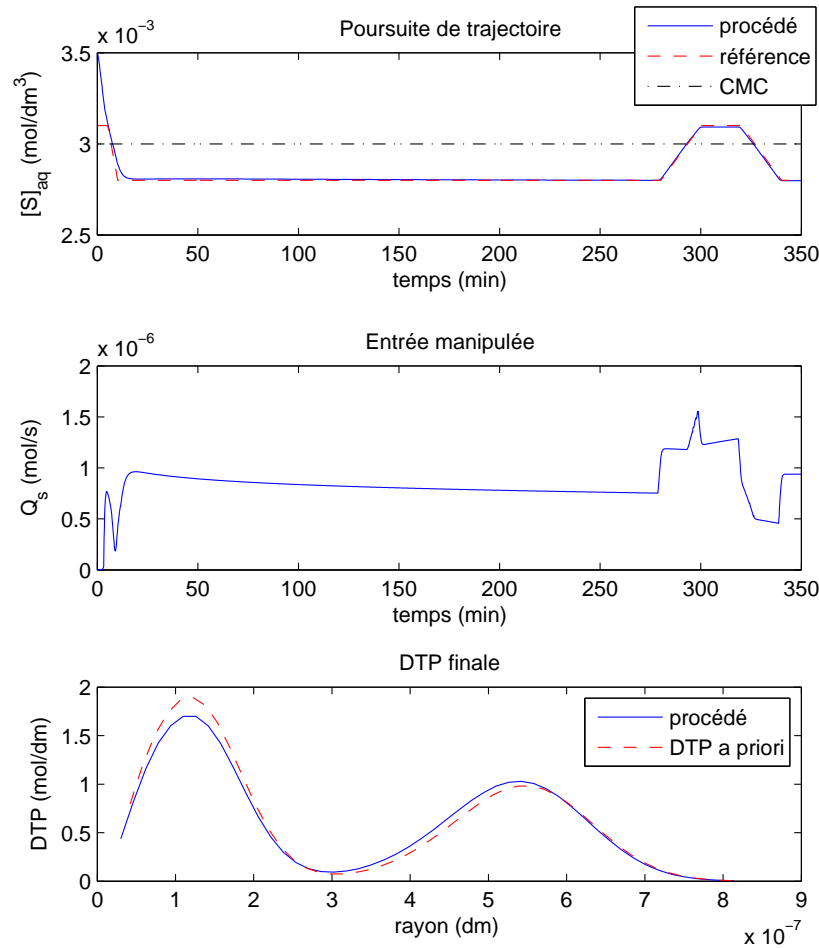 x 10⁻³
Poursuite de trajectoire
procédé
référence
CMC
3.5
3
2.5
[S]aq (mol/dm³)
0 50 100 150 200 250 300 350
temps (min)
x 10⁻⁶
Entrée manipulée
2
1.5
1
0.5
0
Qs (mol/s)
0 50 100 150 200 250 300 350
temps (min)
DTP finale
procédé
DTP a priori
2
1.5
1
0.5
0
DTP (mol/dm)
0 1 2 3 4 5 6 7 8 9
rayon (dm)
x 10⁻⁷